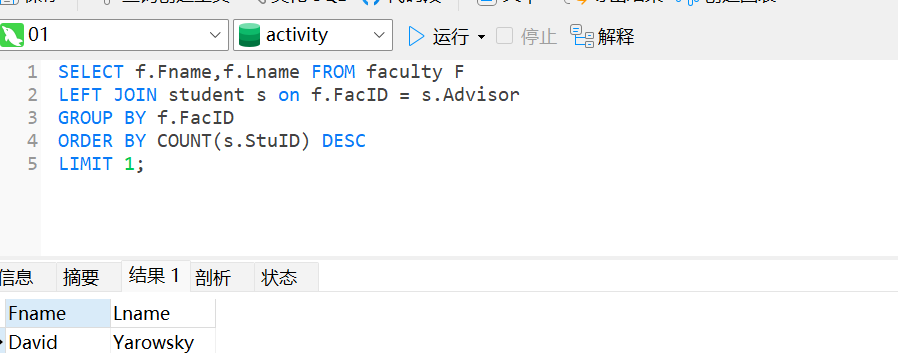 01 activity 运行 停止 解释
1 SELECT f.Fname,f.Lname FROM faculty F
2 LEFT JOIN student s on f.FacID = s.Advisor
3 GROUP BY f.FacID
4 ORDER BY COUNT(s.StuID) DESC
5 LIMIT 1;
信息 摘要 结果 1 剖析 状态
Fname Lname
David Yarowsky